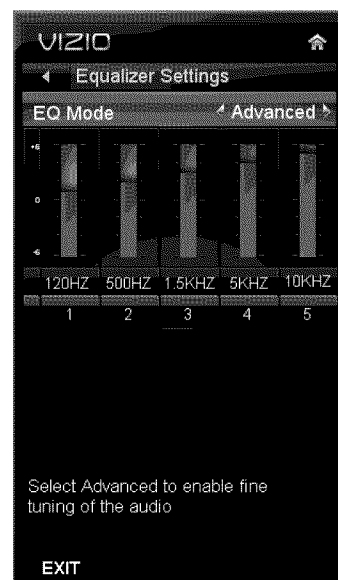 VIZIO
Equalizer Settings
EQ Mode Advanced
+6
0
-6
120HZ 500HZ 1.5KHZ 5KHZ 10KHZ
1 2 3 4 5
Select Advanced to enable fine
tuning of the audio
EXIT